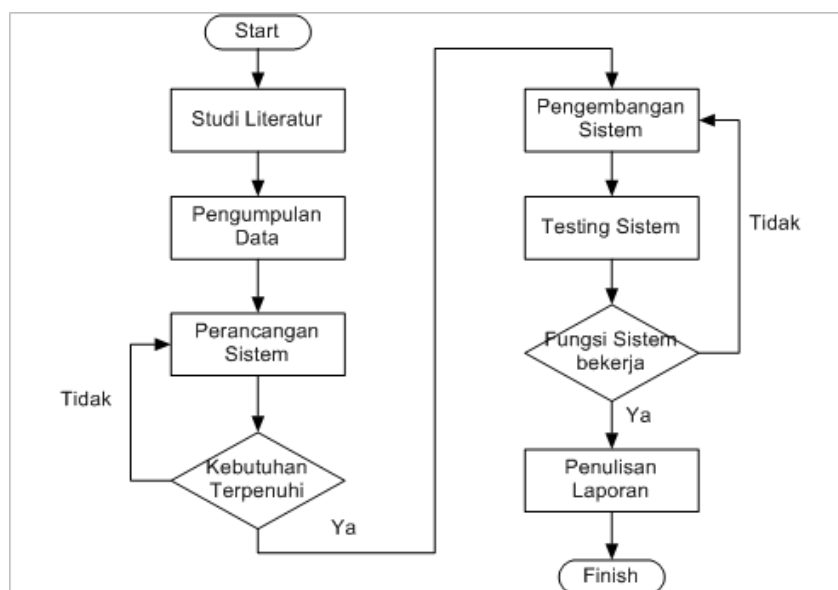 Start
Studi Literatur
Pengumpulan
Data
Perancangan
Sistem
Tidak
Kebutuhan
Terpenuhi
Ya
Pengembangan
Sistem
Testing Sistem
Tidak
Fungsi Sistem
bekerja
Ya
Penulisan
Laporan
Finish